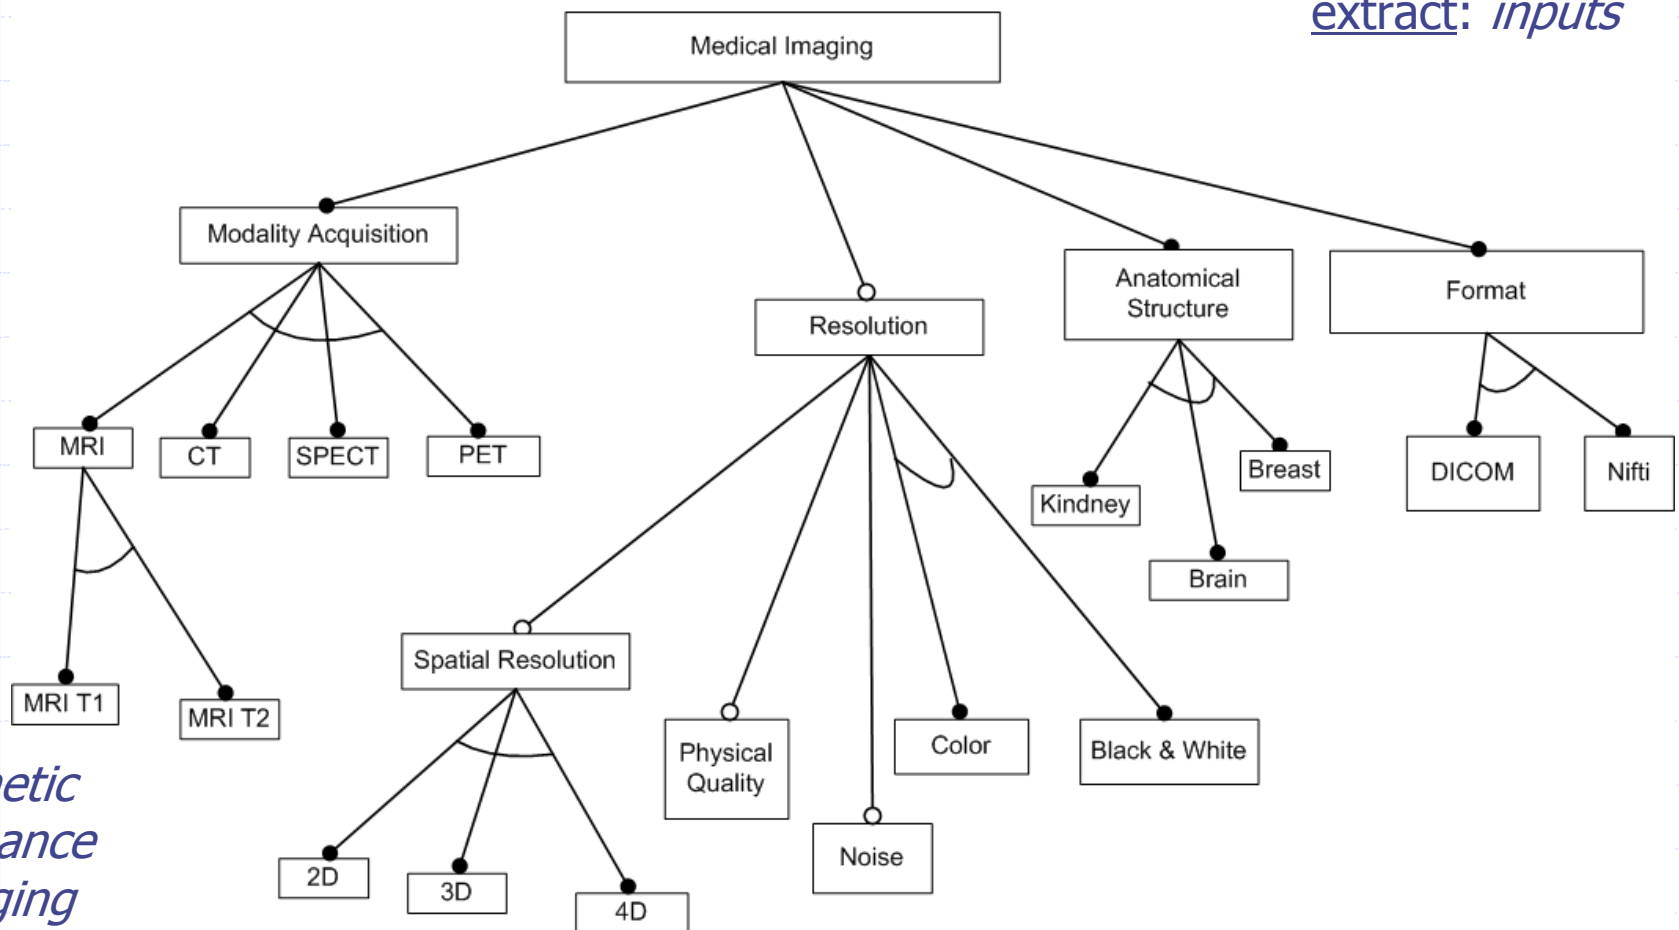 extract: inputs
Medical Imaging
Modality Acquisition
Resolution
Anatomical
Structure
Format
MRI
CT
SPECT
PET
Kindney
Brain
Breast
DICOM
Nifti
MRI T1
MRI T2
Spatial Resolution
Physical
Quality
Noise
Color
Black & White
2D
3D
4D
etic
ance
ging